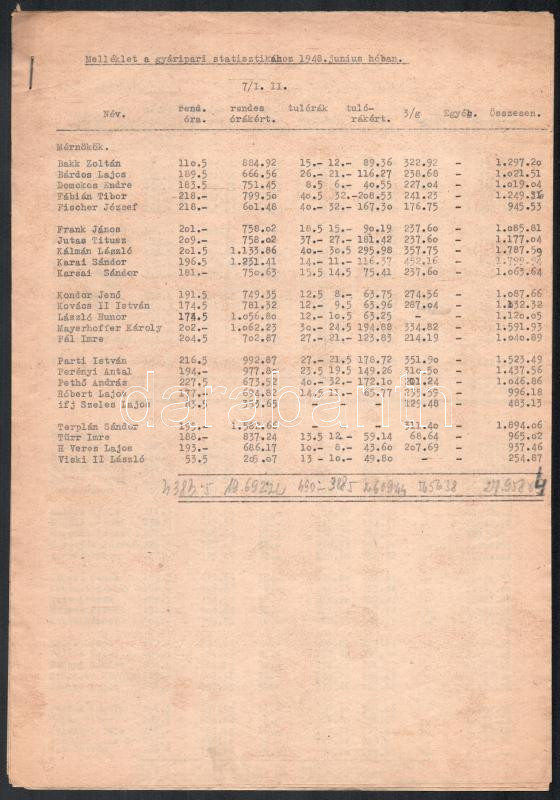 Melléklet a gyáripari statisztikához 1948. junius hóban.
7/I. II.
Név. rend. óra. rendes órákért. túlórák túlórákért. 3/g Egyéb. Összesen.
Mérnökök.
Bakk Zoltán 110.5 884.92 15.- 12.- 89.36 322.92 - 1.297.20
Bárdos Lajos 189.5 666.56 26.- 21.- 116.27 238.68 - 1.021.51
Domokos Endre 183.5 751.45 8.5 6.- 40.55 227.04 - 1.019.04
Fábián Tibor 218.- 799.50 40.5 32.- 208.53 241.23 - 1.249.26
Fischer József 218.- 601.48 40.- 32.- 167.30 176.75 - 945.53
Frank János 201.- 758.02 18.5 15.- 90.19 237.60 - 1.085.81
Jutas Titusz 209.- 758.02 37.- 27.- 181.42 237.60 - 1.177.04
Kálmán László 201.5 1.133.86 40.- 30.5 295.98 357.75 - 1.787.59
Karai Sándor 196.5 1.231.41 14.- 11.- 116.37 452.16 -
Karsai Sándor 181.- 750.63 15.5 14.5 75.41 237.60 - 1.063.64
Kondor Jenő 191.5 749.35 12.5 8.- 63.75 274.56 - 1.087.66
Kovács II István 174.5 781.32 12.- 9.5 63.96 287.04 - 1.132.32
László Hunor 174.5 1.056.80 12.- 10.5 63.25 - - 1.120.05
Mayerhoffer Károly 202.- 1.062.23 30.- 24.5 194.88 334.82 - 1.591.93
Pál Imre 204.5 702.87 27.- 21.- 123.83 214.19 - 1.040.89
Parti István 216.5 992.87 27.- 21.5 178.72 351.90 - 1.523.49
Perényi Antal 194.- 977.80 23.5 19.5 149.26 310.50 - 1.437.56
Pethő András 227.5 673.52 40.- 32.- 172.10 201.24 - 1.046.86
Róbert Lajos 177.- 694.82 14.5 11.- 65.77 235.59 - 996.18
ifj Szeles Lajos 43.5 353.65 - - - 129.48 - 483.13
Terplán Sándor 1.582.66 - - - 311.40 - 1.894.06
Türr Imre 188.- 837.24 13.5 12.- 59.14 68.64 - 965.02
H Veres Lajos 193.- 686.17 10.- 8.- 43.60 207.69 - 937.46
Vicki II László 53.5 205.07 13.- 10.- 49.80 - - 254.87
darabanth